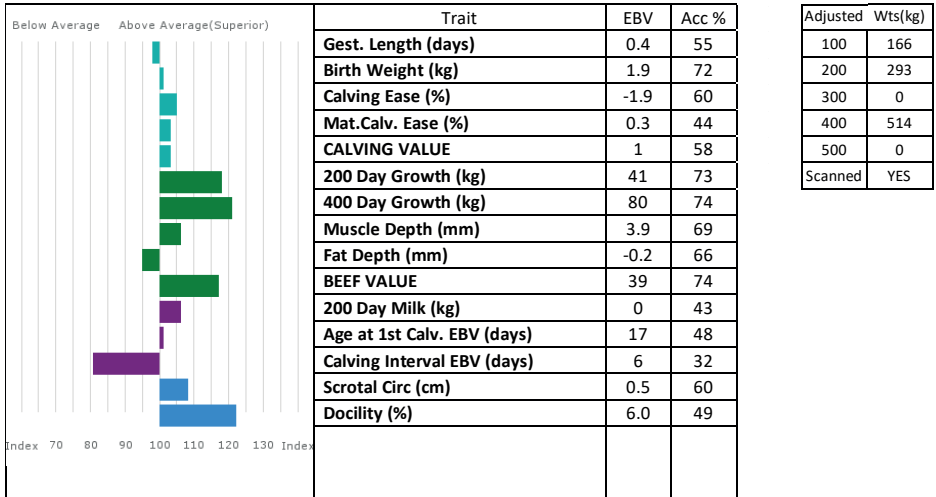 Below Average Above Average(Superior)
Trait EBV Acc %
Gest. Length (days) 0.4 55
Birth Weight (kg) 1.9 72
Calving Ease (%) -1.9 60
Mat.Calv. Ease (%) 0.3 44
CALVING VALUE 1 58
200 Day Growth (kg) 41 73
400 Day Growth (kg) 80 74
Muscle Depth (mm) 3.9 69
Fat Depth (mm) -0.2 66
BEEF VALUE 39 74
200 Day Milk (kg) 0 43
Age at 1st Calv. EBV (days) 17 48
Calving Interval EBV (days) 6 32
Scrotal Circ (cm) 0.5 60
Docility (%) 6.0 49
Index 70 80 90 100 110 120 130 Index
Adjusted Wts(kg)
100 166
200 293
300 0
400 514
500 0
Scanned YES